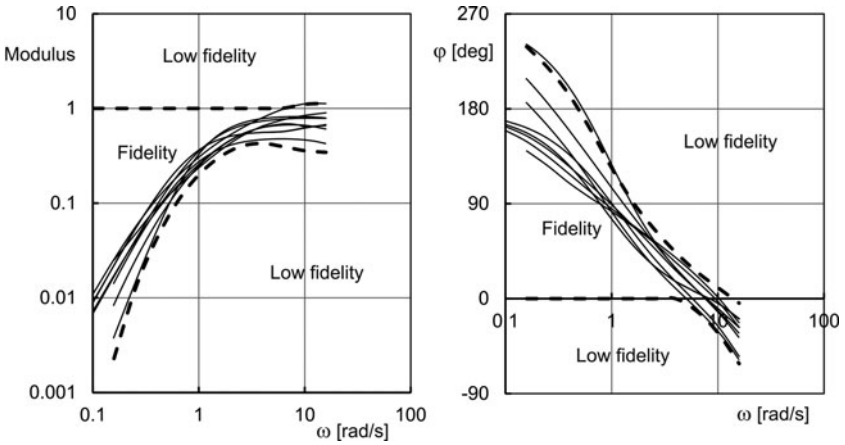 10
Modulus
Low fidelity
1
Fidelity
0.1
0.01
Low fidelity
0.001
0.1 1 10 100
ω [rad/s]
270
φ [deg]
180
Low fidelity
90
Fidelity
0
0 1 1 10 100
Low fidelity
-90
ω [rad/s]